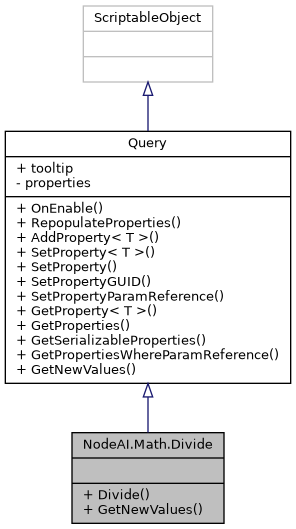 ScriptableObject
Query
+ tooltip
- properties
+ OnEnable()
+ RepopulateProperties()
+ AddProperty< T >()
+ SetProperty< T >()
+ SetProperty()
+ SetPropertyGUID()
+ SetPropertyParamReference()
+ GetProperty< T >()
+ GetProperties()
+ GetSerializableProperties()
+ GetPropertiesWhereParamReference()
+ GetNewValues()
NodeAI.Math.Divide
+ Divide()
+ GetNewValues()